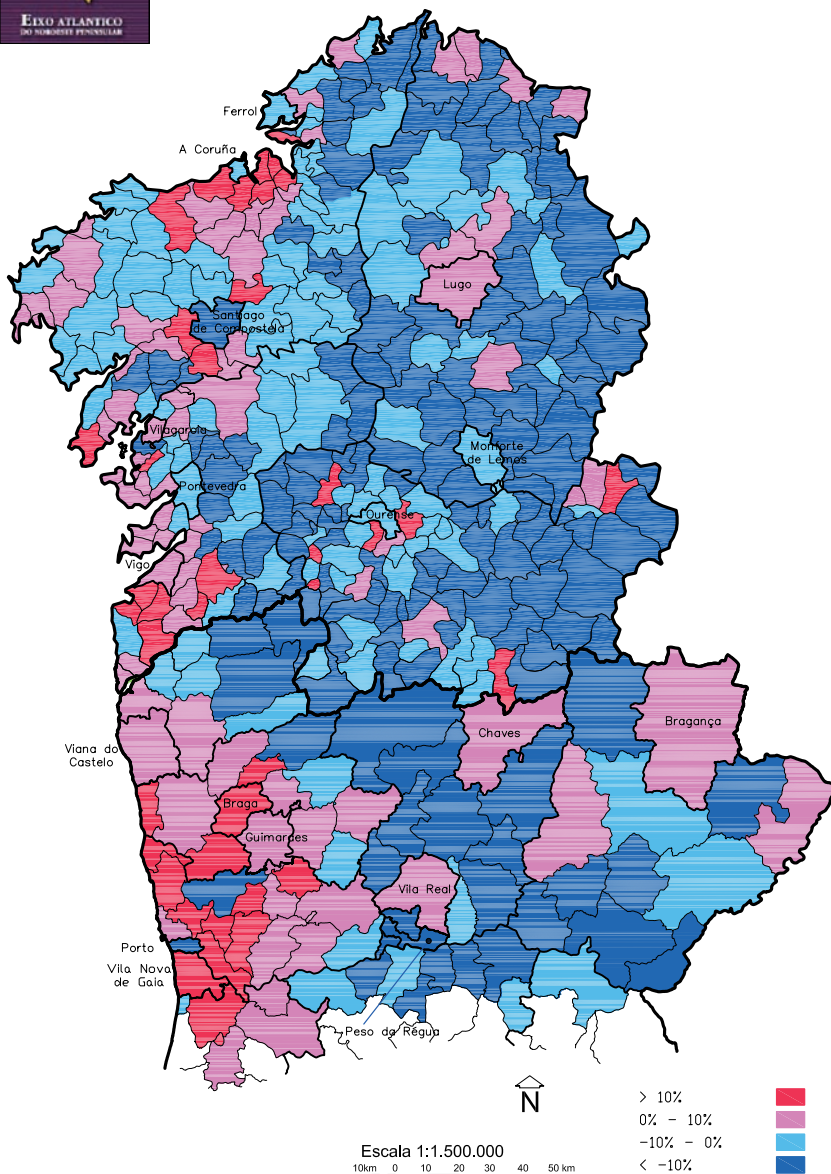 EIXO ATLANTICO
DO NOROESTE PENINSULAR
Ferrol
A Coruña
Lugo
Santiago
de Compostela
Vilagarcia
Monforte
de Lemos
Pontevedra
Ourense
Vigo
Bragança
Chaves
Viana do
Castelo
Braga
Guimarães
Vila Real
Porto
Vila Nova
de Gaia
Peso da Régua
N
> 10%
0% - 10%
-10% - 0%
< -10%
Escala 1:1.500.000
10km 0 10 20 30 40 50 km